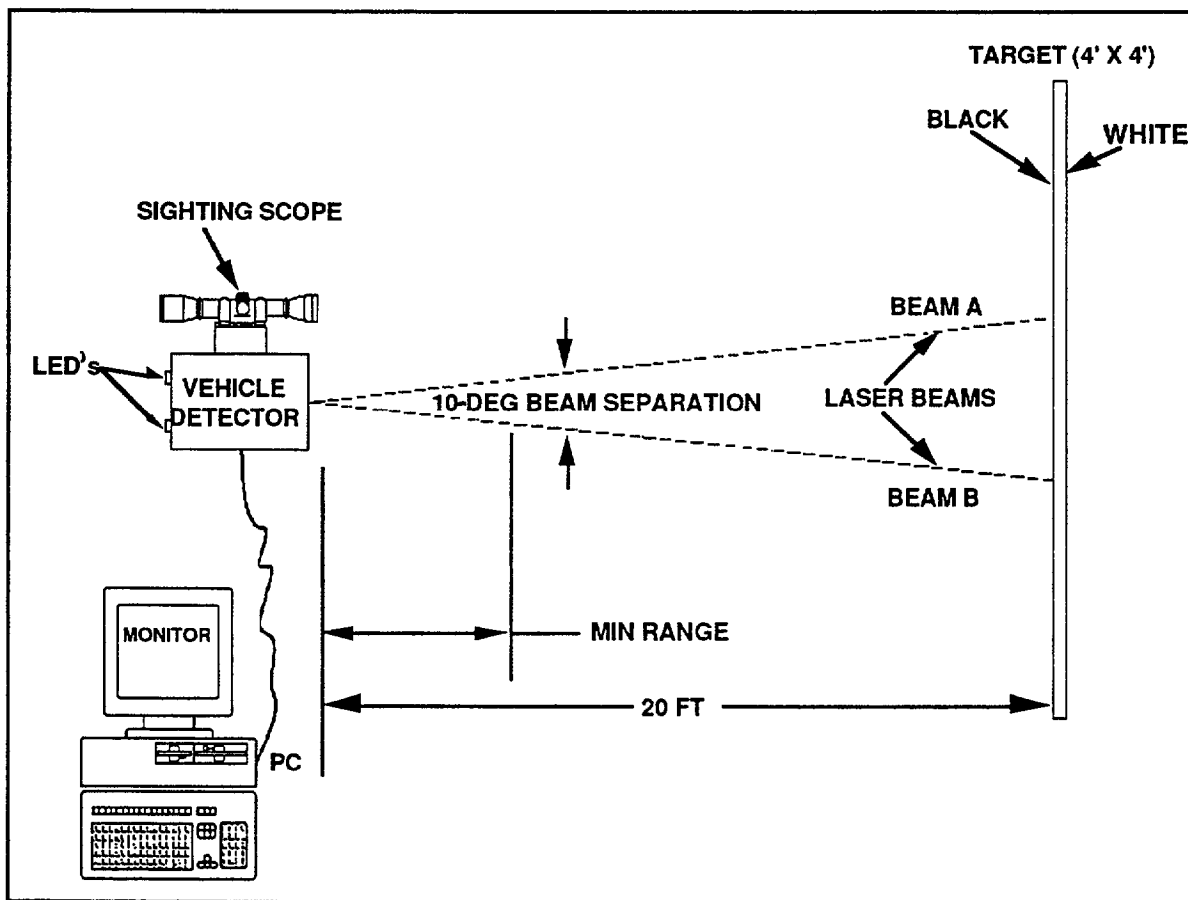 TARGET (4' X 4')
BLACK
WHITE
SIGHTING SCOPE
BEAM A
LED's
VEHICLE
DETECTOR
10-DEG BEAM SEPARATION
LASER BEAMS
BEAM B
MONITOR
MIN RANGE
20 FT
PC